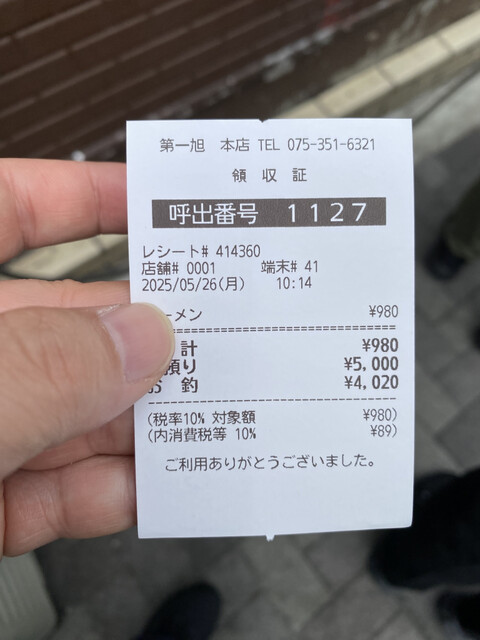 第一旭 本店 TEL 075-351-6321
領 収 証
呼出番号 1127
レシート# 414360
店舗# 0001 端末# 41
2025/05/26(月) 10:14
ーメン ¥980
計 ¥980
預り ¥5,000
お 釣 ¥4,020
(税率10% 対象額 ¥980)
(内消費税等 10% ¥89)
ご利用ありがとうございました。